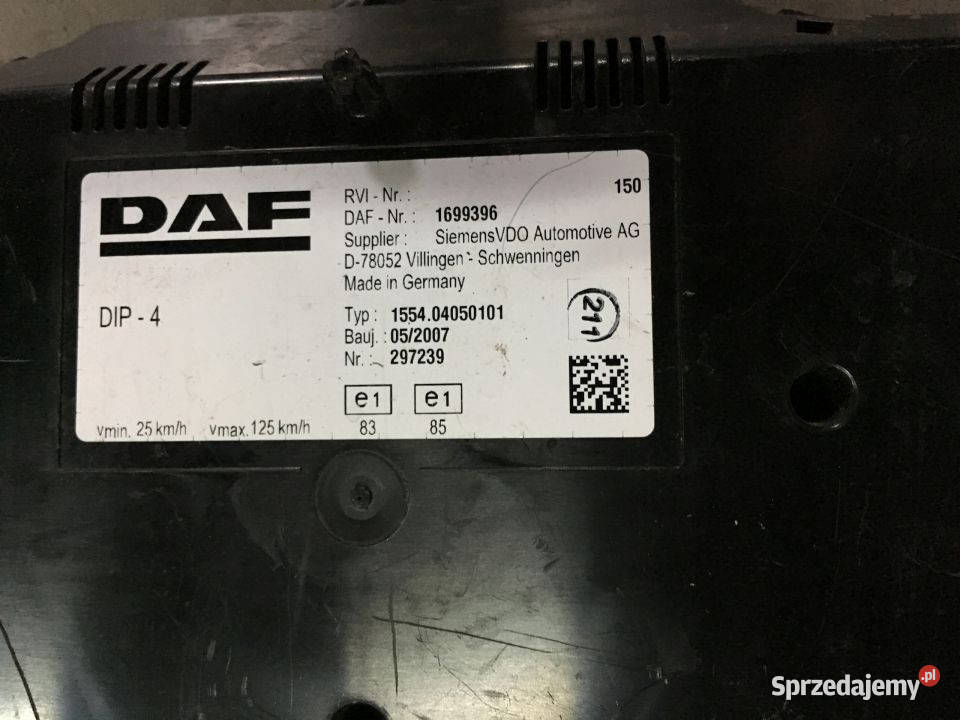 DAF
DIP - 4
RVI - Nr. : 150
DAF - Nr. : 1699396
Supplier : SiemensVDO Automotive AG
D-78052 Villingen - Schwenningen
Made in Germany
Typ : 1554.04050101
Bauj. : 05/2007
Nr. : 297239
211
e1 e1
83 85
vmin. 25 km/h vmax. 125 km/h
Sprzedajemy.pl